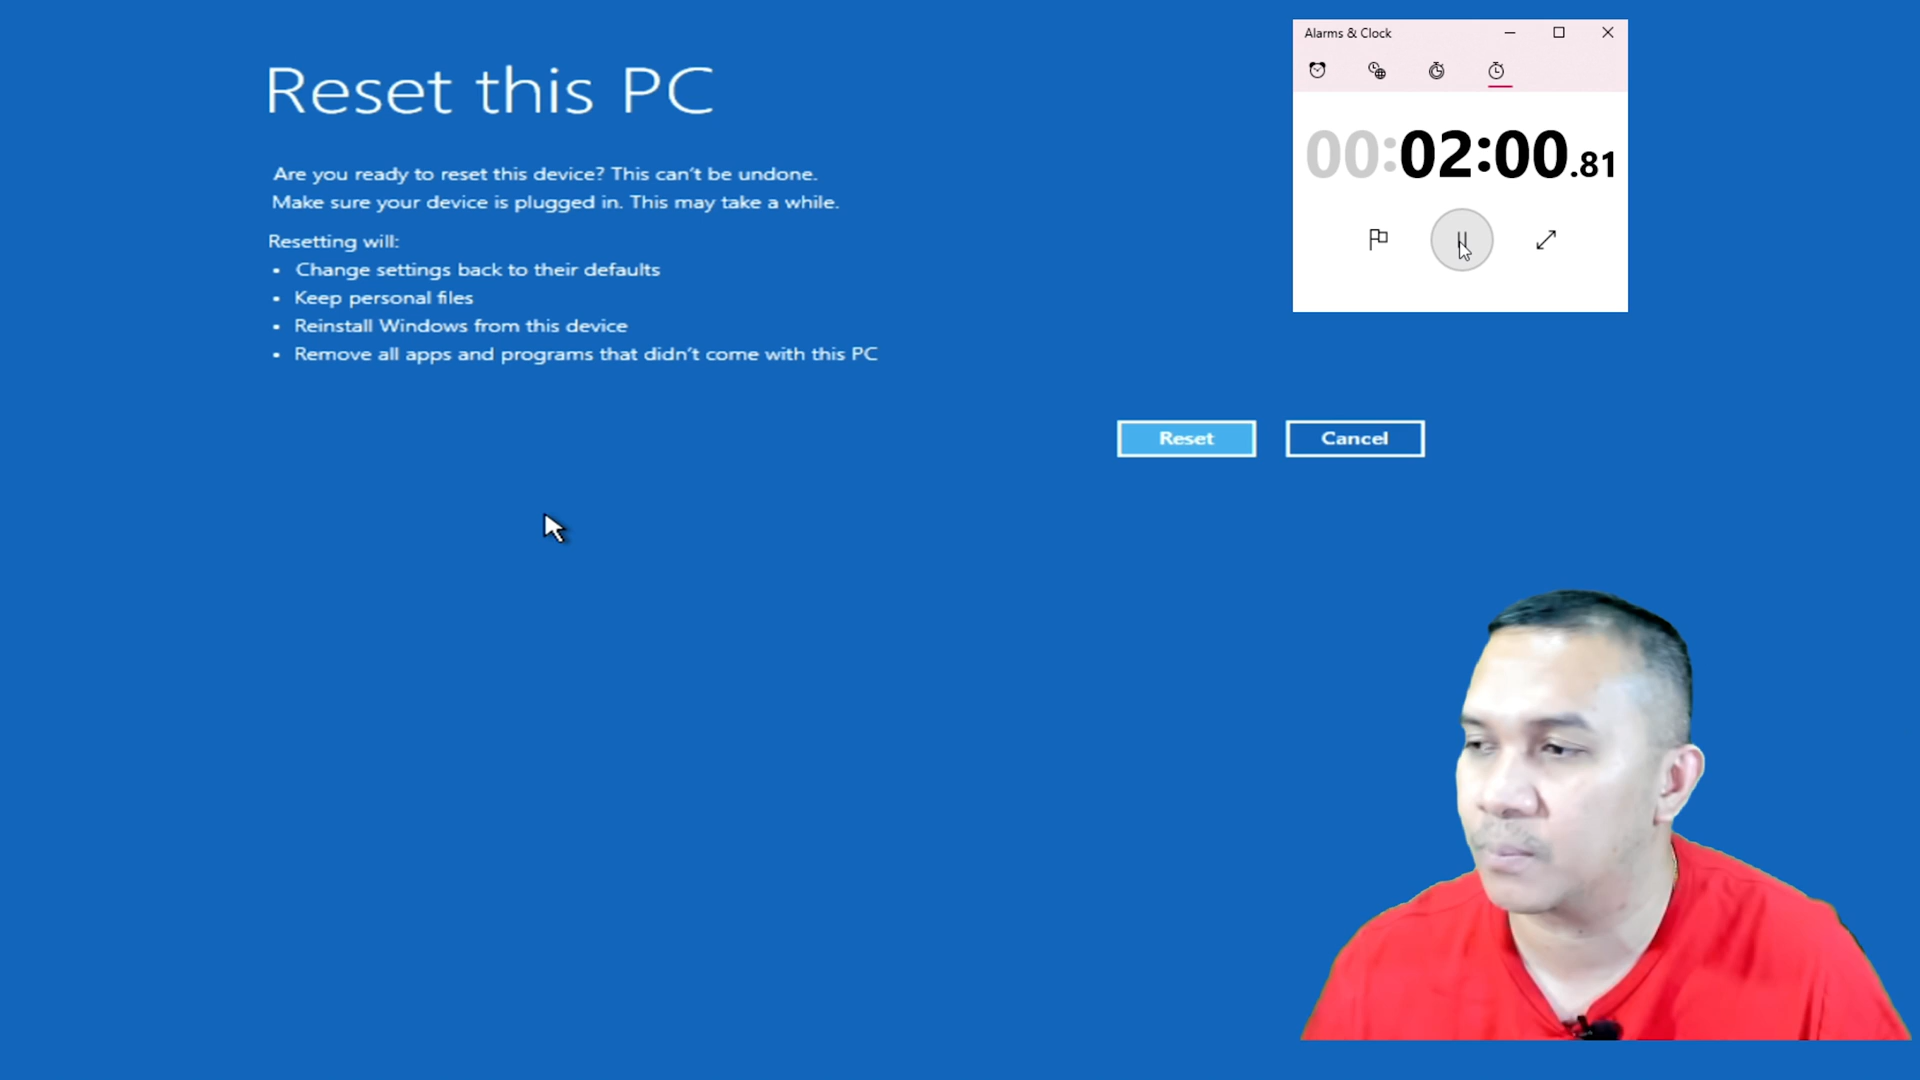 Reset this PC
Are you ready to reset this device? This can't be undone.
Make sure your device is plugged in. This may take a while.
Resetting will:
• Change settings back to their defaults
• Keep personal files
• Reinstall Windows from this device
• Remove all apps and programs that didn't come with this PC
Reset Cancel
Alarms & Clock
00:02:00.81